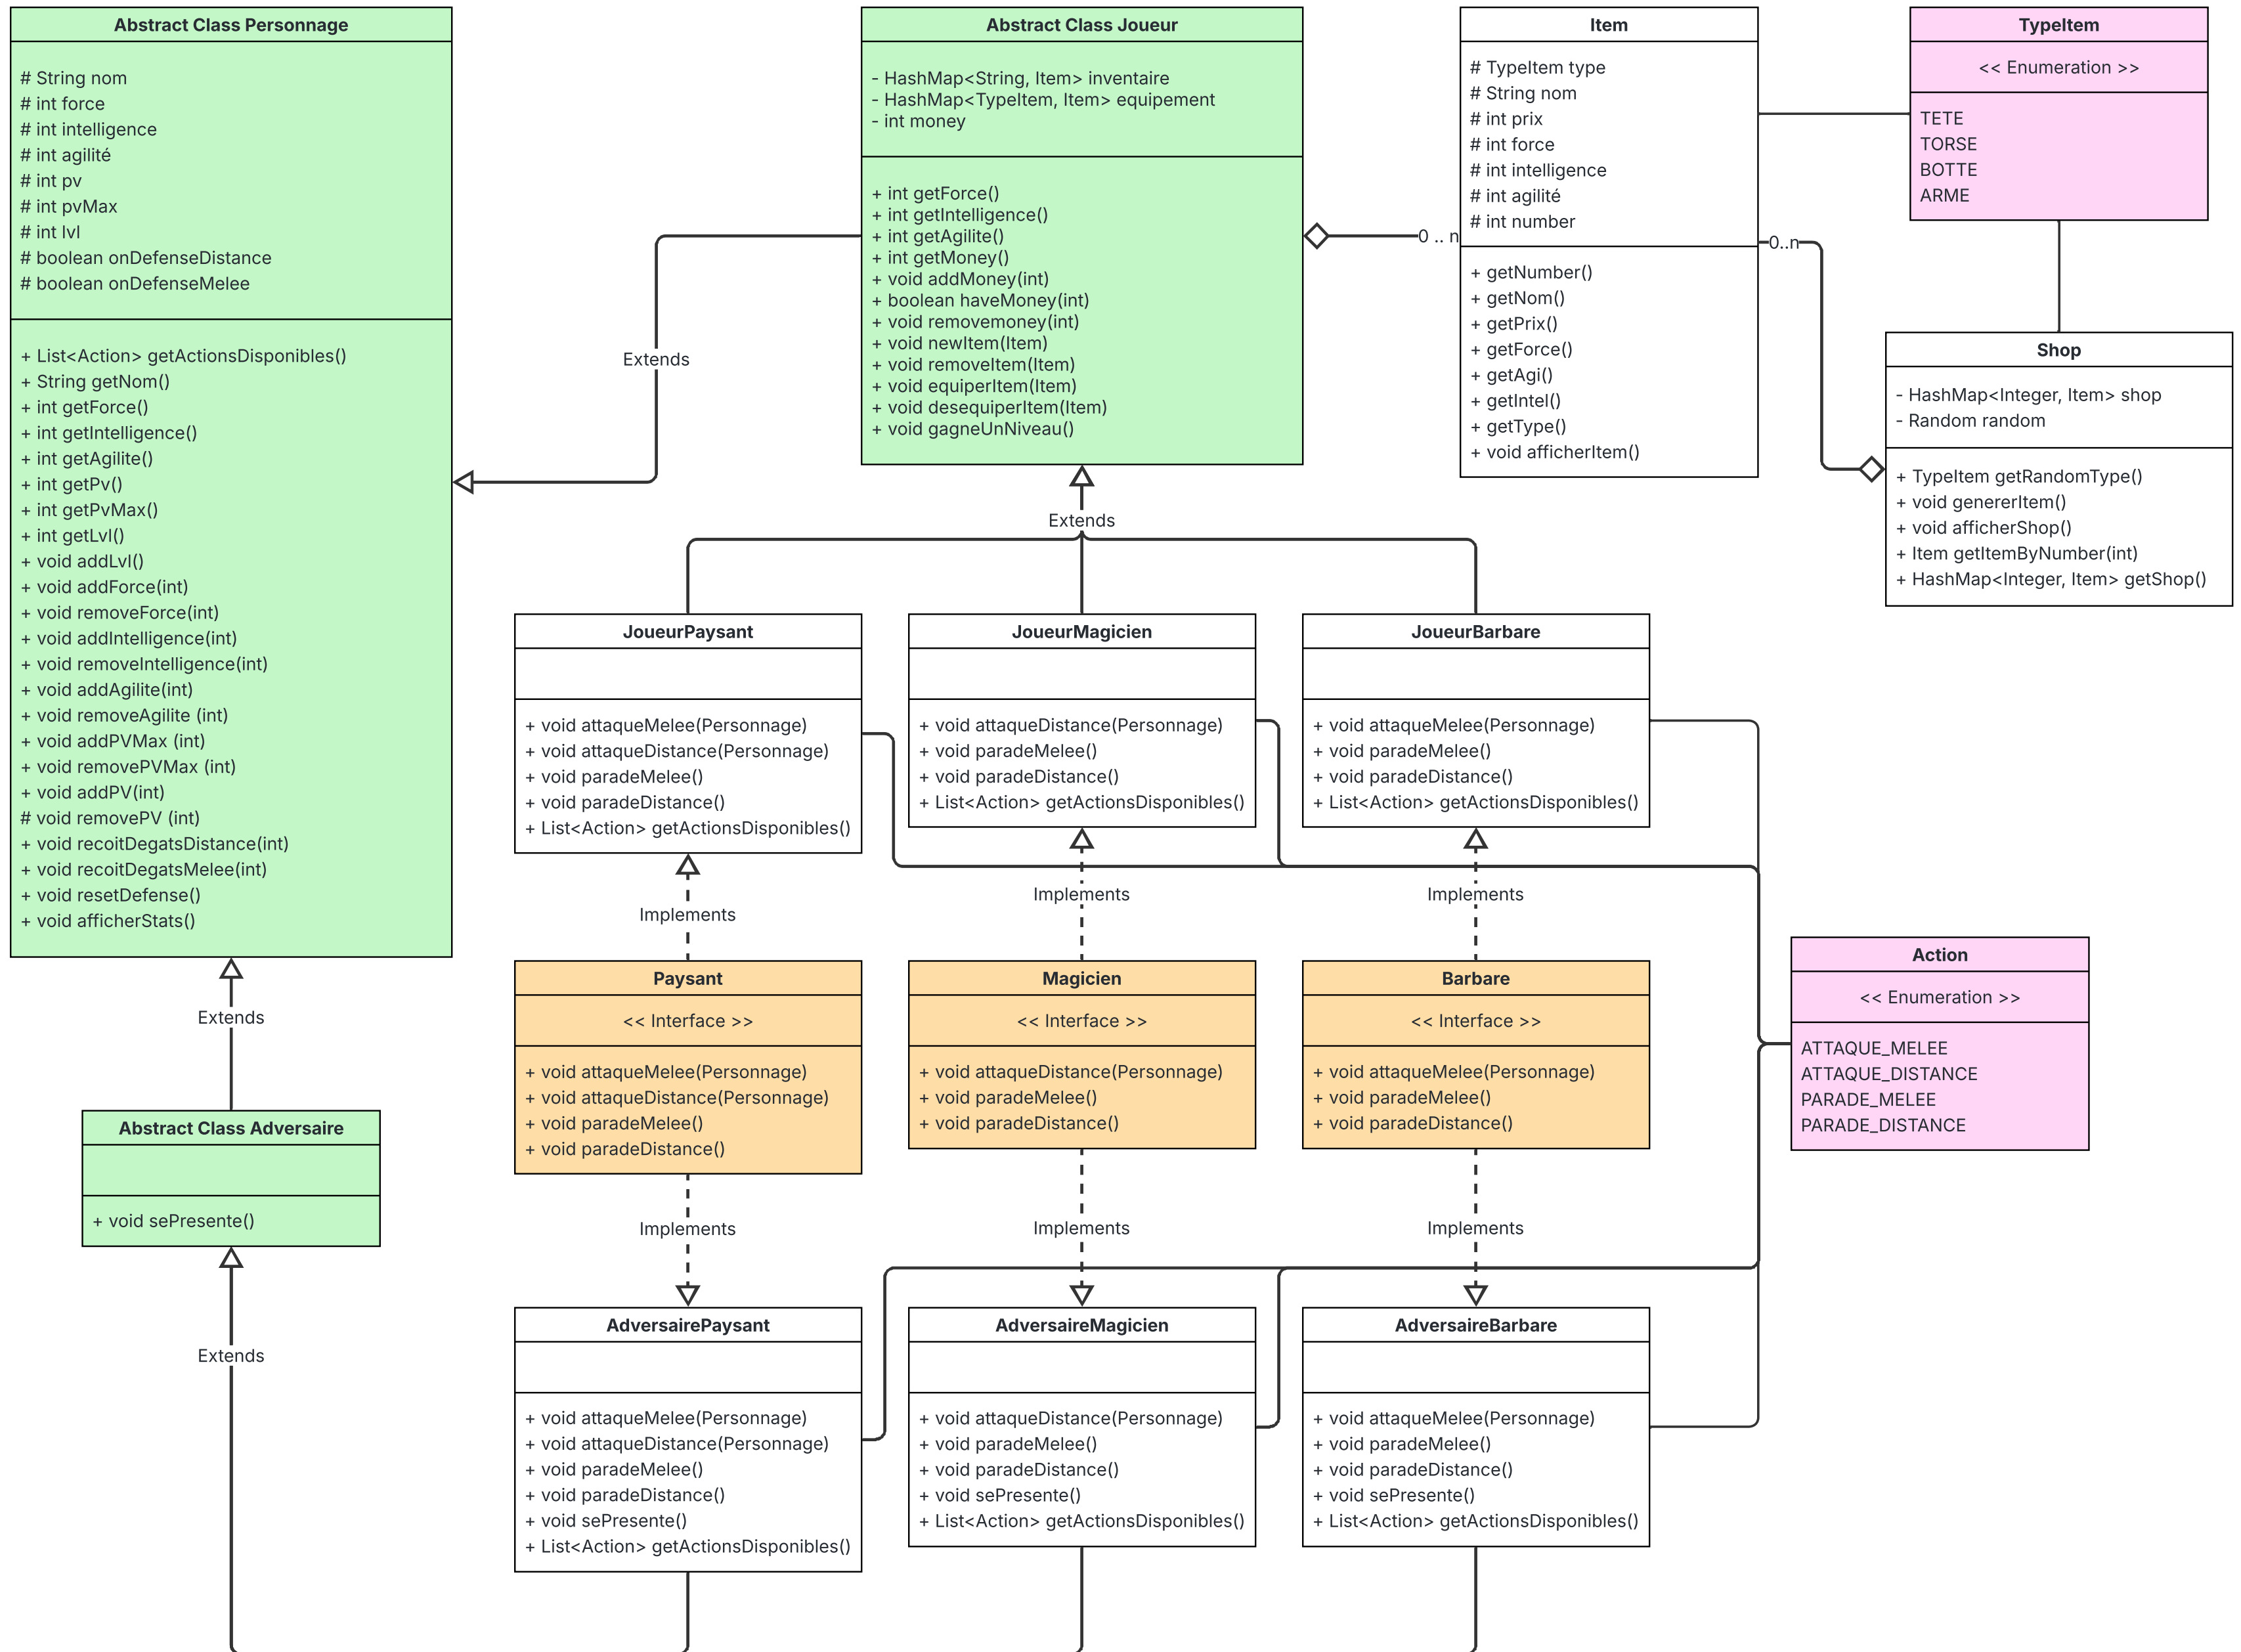 Abstract Class Personnage
# String nom
# int force
# int intelligence
# int agilité
# int pv
# int pvMax
# int lvl
# boolean onDefenseDistance
# boolean onDefenseMelee
+ List<Action> getActionsDisponibles()
+ String getNom()
+ int getForce()
+ int getIntelligence()
+ int getAgilite()
+ int getPv()
+ int getPvMax()
+ int getLvl()
+ void addLvl()
+ void addForce(int)
+ void removeForce(int)
+ void addIntelligence(int)
+ void removeIntelligence(int)
+ void addAgilite(int)
+ void removeAgilite (int)
+ void addPVMax (int)
+ void removePVMax (int)
+ void addPV(int)
# void removePV (int)
+ void recoitDegatsDistance(int)
+ void recoitDegatsMelee(int)
+ void resetDefense()
+ void afficherStats()
Extends
Abstract Class Joueur
- HashMap<String, Item> inventaire
- HashMap<TypeItem, Item> equipement
- int money
+ int getForce()
+ int getIntelligence()
+ int getAgilite()
+ int getMoney()
+ void addMoney(int)
+ boolean haveMoney(int)
+ void removemoney(int)
+ void newItem(Item)
+ void removeItem(Item)
+ void equiperItem(Item)
+ void desequiperItem(Item)
+ void gagneUnNiveau()
0 .. n
Item
# TypeItem type
# String nom
# int prix
# int force
# int intelligence
# int agilité
# int number
+ getNumber()
+ getNom()
+ getPrix()
+ getForce()
+ getAgi()
+ getIntel()
+ getType()
+ void afficherItem()
0..n
TypeItem
<< Enumeration >>
TETE
TORSE
BOTTE
ARME
Shop
- HashMap<Integer, Item> shop
- Random random
+ TypeItem getRandomType()
+ void genererItem()
+ void afficherShop()
+ Item getItemByNumber(int)
+ HashMap<Integer, Item> getShop()
Extends
JoueurPaysant
+ void attaqueMelee(Personnage)
+ void attaqueDistance(Personnage)
+ void paradeMelee()
+ void paradeDistance()
+ List<Action> getActionsDisponibles()
JoueurMagicien
+ void attaqueDistance(Personnage)
+ void paradeMelee()
+ void paradeDistance()
+ List<Action> getActionsDisponibles()
JoueurBarbare
+ void attaqueMelee(Personnage)
+ void paradeMelee()
+ void paradeDistance()
+ List<Action> getActionsDisponibles()
Implements
Implements
Implements
Paysant
<< Interface >>
+ void attaqueMelee(Personnage)
+ void attaqueDistance(Personnage)
+ void paradeMelee()
+ void paradeDistance()
Magicien
<< Interface >>
+ void attaqueDistance(Personnage)
+ void paradeMelee()
+ void paradeDistance()
Barbare
<< Interface >>
+ void attaqueMelee(Personnage)
+ void paradeMelee()
+ void paradeDistance()
Action
<< Enumeration >>
ATTAQUE_MELEE
ATTAQUE_DISTANCE
PARADE_MELEE
PARADE_DISTANCE
Extends
Abstract Class Adversaire
+ void sePresente()
Extends
Implements
Implements
Implements
AdversairePaysant
+ void attaqueMelee(Personnage)
+ void attaqueDistance(Personnage)
+ void paradeMelee()
+ void paradeDistance()
+ void sePresente()
+ List<Action> getActionsDisponibles()
AdversaireMagicien
+ void attaqueDistance(Personnage)
+ void paradeMelee()
+ void paradeDistance()
+ void sePresente()
+ List<Action> getActionsDisponibles()
AdversaireBarbare
+ void attaqueMelee(Personnage)
+ void paradeMelee()
+ void paradeDistance()
+ void sePresente()
+ List<Action> getActionsDisponibles()